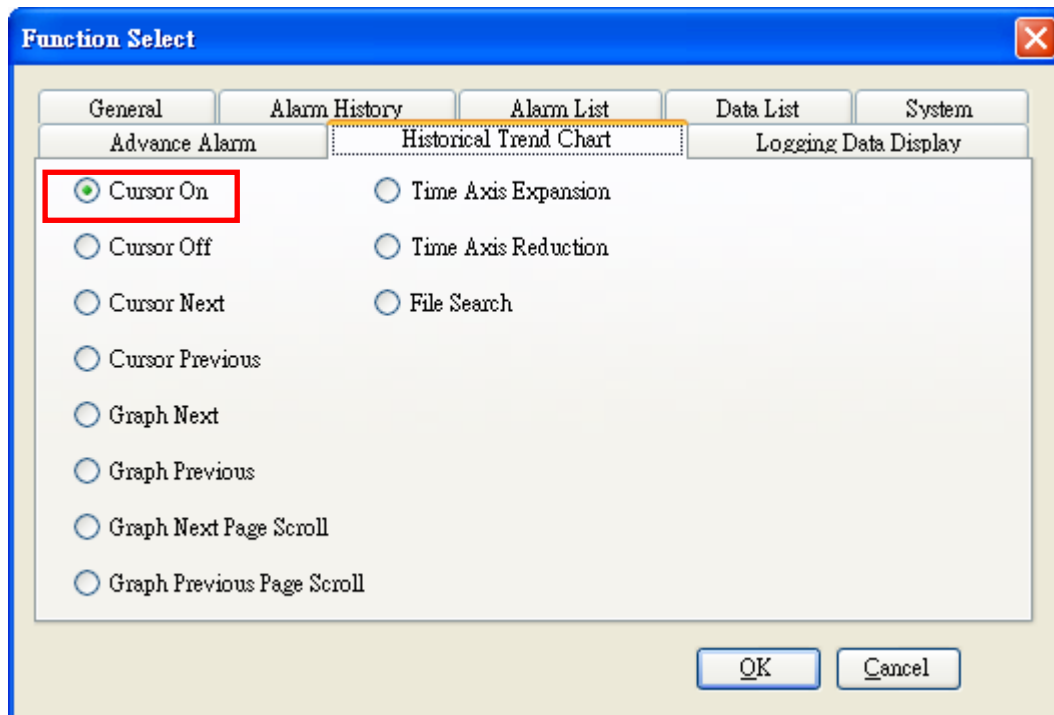 Function Select
General Alarm History Alarm List Data List System
Advance Alarm Historical Trend Chart Logging Data Display
Cursor On Time Axis Expansion
Cursor Off Time Axis Reduction
Cursor Next File Search
Cursor Previous
Graph Next
Graph Previous
Graph Next Page Scroll
Graph Previous Page Scroll
OK Cancel